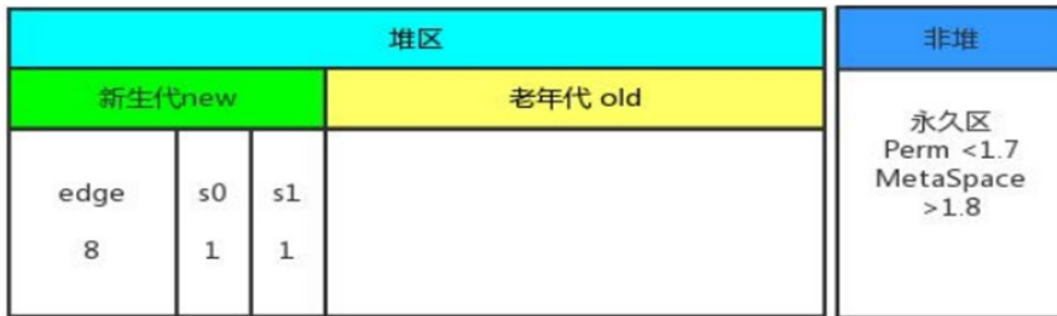 堆区
非堆
新生代new
老年代 old
edge
s0
s1
8
1
1
永久区
Perm <1.7
MetaSpace
>1.8